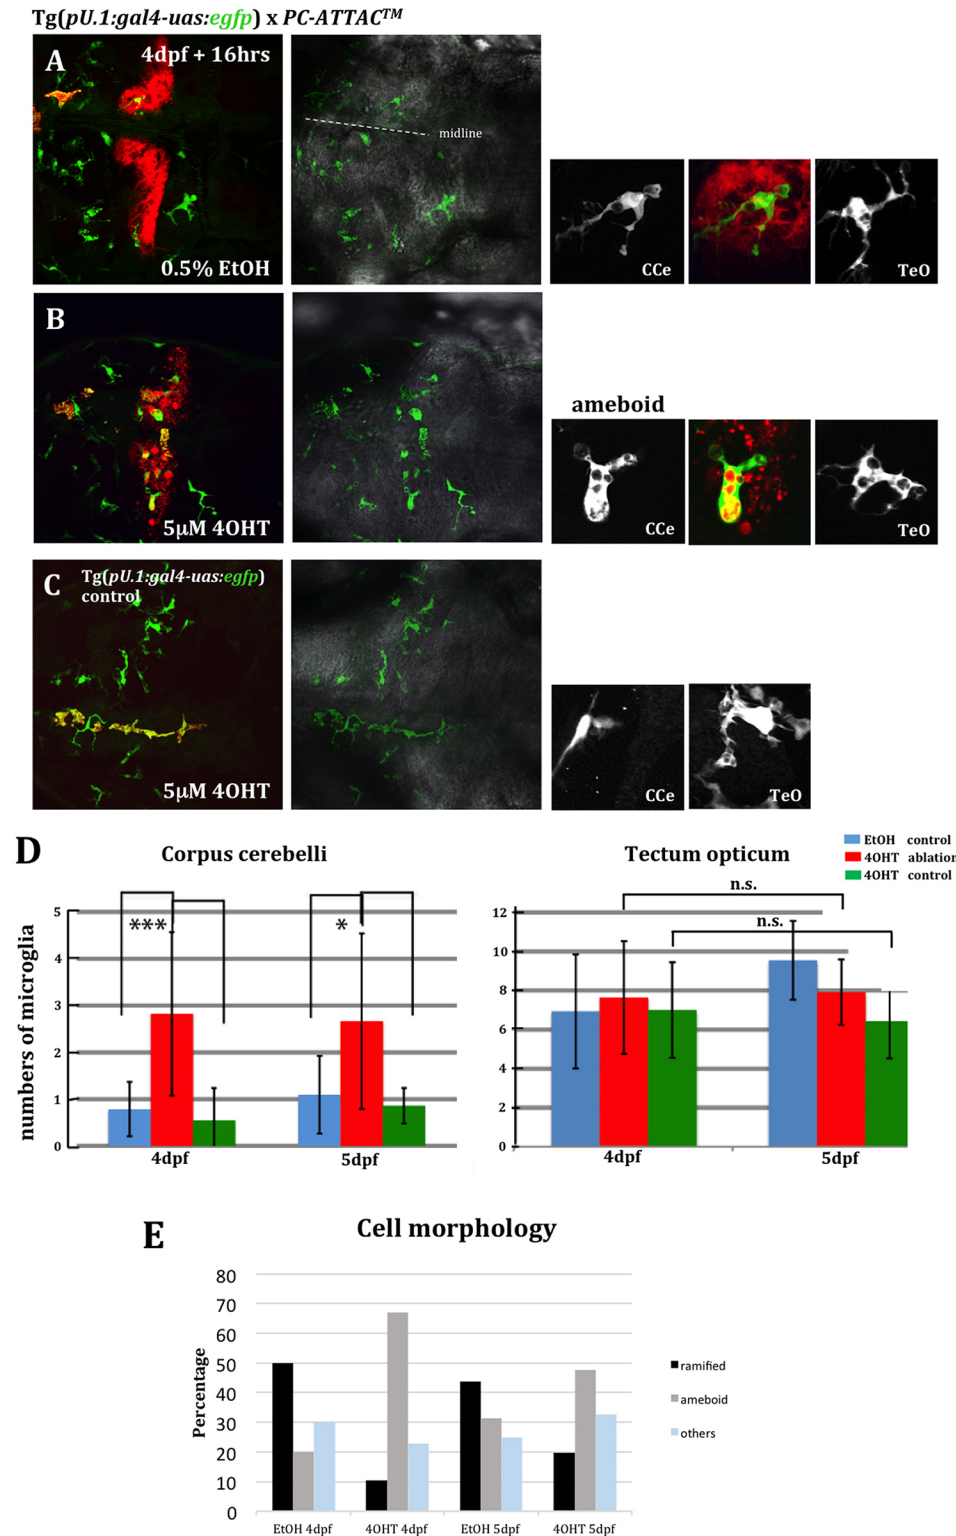 Tg(pU.1:gal4-uas:egfp) x PC-ATTAC™
A
4dpf + 16hrs
0.5% EtOH
midline
CCe
TeO
B
5µM 4OHT
ameboid
CCe
TeO
C
Tg(pU.1:gal4-uas:egfp)
control
5µM 4OHT
CCe
TeO
D
Corpus cerebelli
Tectum opticum
EtOH control
4OHT ablation
4OHT control
numbers of microglia
5
4
3
2
1
0
***
*
4dpf
5dpf
n.s.
n.s.
12
10
8
6
4
2
0
4dpf
5dpf
E
Cell morphology
Percentage
80
70
60
50
40
30
20
10
0
EtOH 4dpf
4OHT 4dpf
EtOH 5dpf
4OHT 5dpf
ramified
ameboid
others